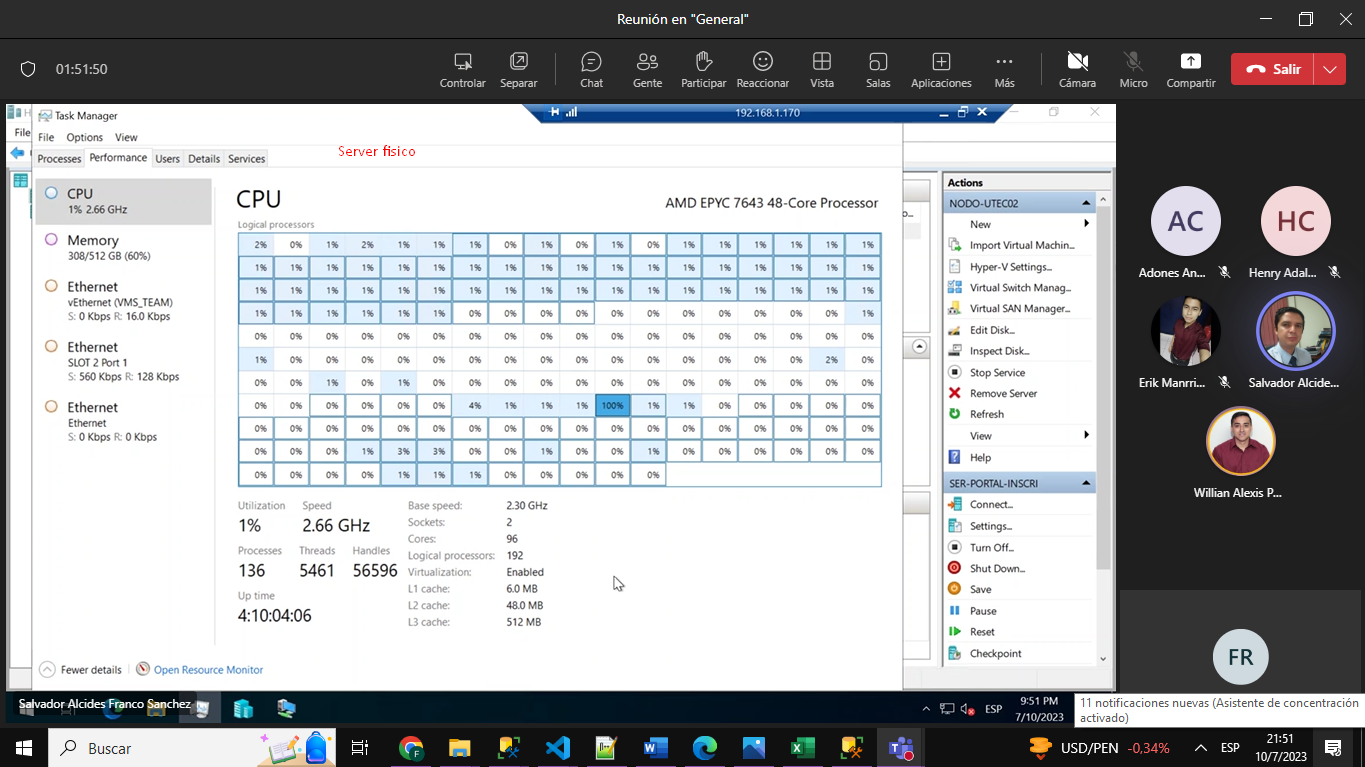 Reunión en "General"
01:51:50
Controlar Separar Chat Gente Participar Reaccionar Vista Salas Aplicaciones Más Cámara Micro Compartir Salir
Task Manager
192.168.1.170
File
File Options View
Processes Performance Users Details Services
Server fisico
CPU
1% 2.66 GHz
Memory
308/512 GB (60%)
Ethernet
vEthernet (VMS_TEAM)
S: 0 Kbps R: 16.0 Kbps
Ethernet
SLOT 2 Port 1
S: 560 Kbps R: 128 Kbps
Ethernet
Ethernet
S: 0 Kbps R: 0 Kbps
CPU
AMD EPYC 7643 48-Core Processor
Logical processors
2% 0% 1% 2% 1% 1% 1% 0% 1% 0% 1% 0% 1% 1% 1% 1% 1% 1%
1% 1% 1% 1% 1% 1% 1% 1% 1% 1% 1% 1% 1% 1% 1% 1% 1% 1%
1% 1% 1% 1% 1% 1% 1% 1% 1% 1% 1% 1% 1% 1% 1% 1% 1% 1%
1% 1% 1% 1% 1% 1% 0% 0% 0% 0% 0% 0% 0% 0% 0% 0% 0% 1%
0% 0% 0% 0% 0% 0% 0% 0% 0% 0% 0% 0% 0% 0% 0% 0% 0% 0%
1% 0% 0% 0% 0% 0% 0% 0% 0% 0% 0% 0% 0% 0% 0% 0% 2% 0%
0% 0% 1% 0% 1% 0% 0% 0% 0% 0% 0% 0% 0% 0% 0% 0% 0% 0%
0% 0% 0% 0% 0% 0% 4% 1% 1% 1% 100% 1% 1% 0% 0% 0% 0% 0%
0% 0% 0% 0% 0% 0% 0% 0% 0% 0% 0% 0% 0% 0% 0% 0% 0% 0%
0% 0% 0% 1% 3% 3% 0% 0% 1% 0% 0% 1% 0% 0% 0% 0% 0% 0%
0% 0% 0% 0% 1% 1% 1% 0% 0% 0% 0% 0%
Utilization Speed
1% 2.66 GHz
Processes Threads Handles
136 5461 56596
Up time
4:10:04:06
Base speed: 2.30 GHz
Sockets: 2
Cores: 96
Logical processors: 192
Virtualization: Enabled
L1 cache: 6.0 MB
L2 cache: 48.0 MB
L3 cache: 512 MB
Fewer details Open Resource Monitor
Actions
NODO-UTEC02
New
Import Virtual Machin...
Hyper-V Settings...
Virtual Switch Manag...
Virtual SAN Manager...
Edit Disk...
Inspect Disk...
Stop Service
Remove Server
Refresh
View
Help
SER-PORTAL-INSCRI
Connect...
Settings...
Turn Off...
Shut Down...
Save
Pause
Reset
Checkpoint
AC HC
Adones An... Henry Adal...
Erik Manrri... Salvador Alcide...
Willian Alexis P...
FR
Salvador Alcides Franco Sanchez
ESP
9:51 PM
7/10/2023
11 notificaciones nuevas (Asistente de concentración
activado)
Buscar
USD/PEN -0,34%
ESP
21:51
10/7/2023